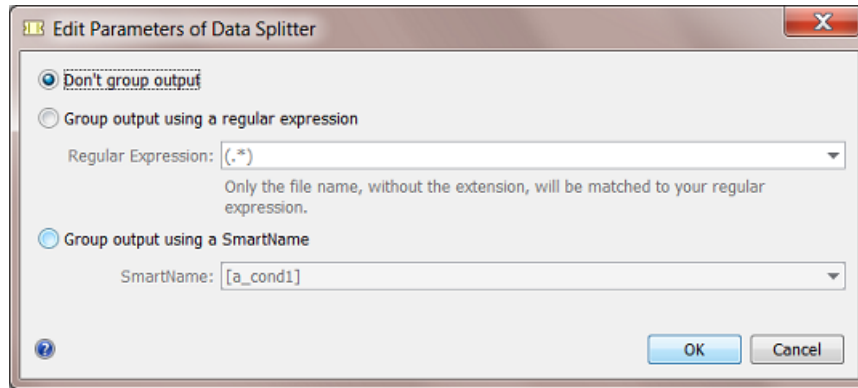 Edit Parameters of Data Splitter
Don't group output
Group output using a regular expression
Regular Expression: (.*)
Only the file name, without the extension, will be matched to your regular
expression.
Group output using a SmartName
SmartName: [a_cond1]
OK Cancel